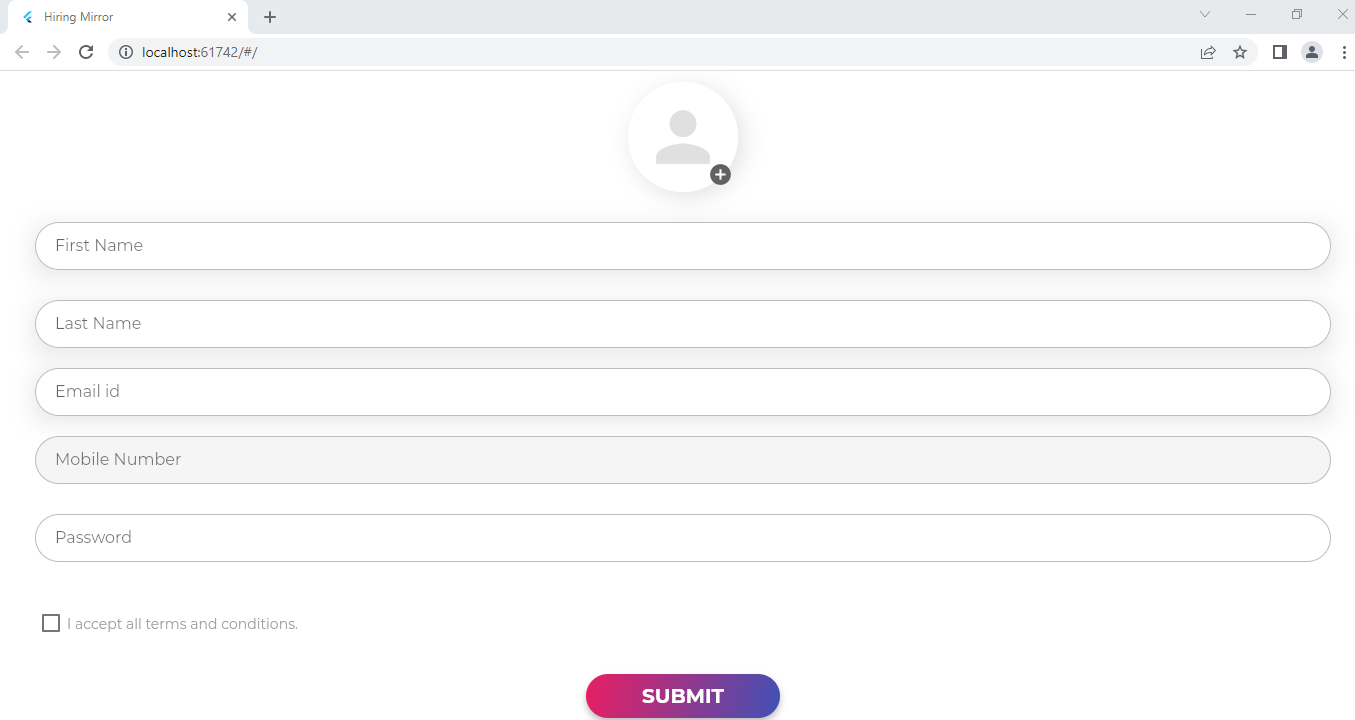 Hiring Mirror
localhost:61742/#/
First Name
Last Name
Email id
Mobile Number
Password
I accept all terms and conditions.
SUBMIT